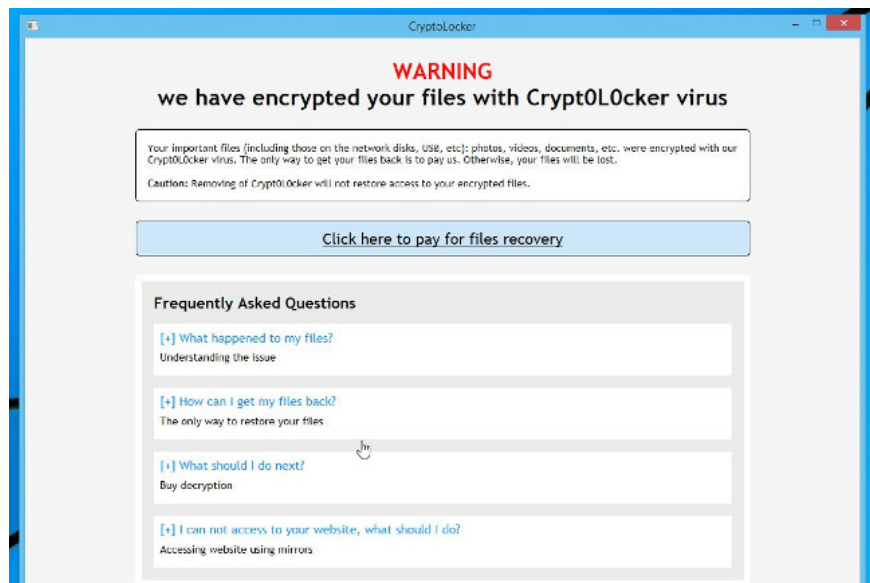 CryptoLocker
WARNING
we have encrypted your files with Crypt0L0cker virus
Your important files (including those on the network disks, USB, etc): photos, videos, documents, etc. were encrypted with our
Crypt0L0cker virus. The only way to get your files back is to pay us. Otherwise, your files will be lost.
Caution: Removing of Crypt0L0cker will not restore access to your encrypted files.
Click here to pay for files recovery
Frequently Asked Questions
[+] What happened to my files?
Understanding the issue
[+] How can I get my files back?
The only way to restore your files
[+] What should I do next?
Buy decryption
[+] I can not access to your website, what should I do?
Accessing website using mirrors